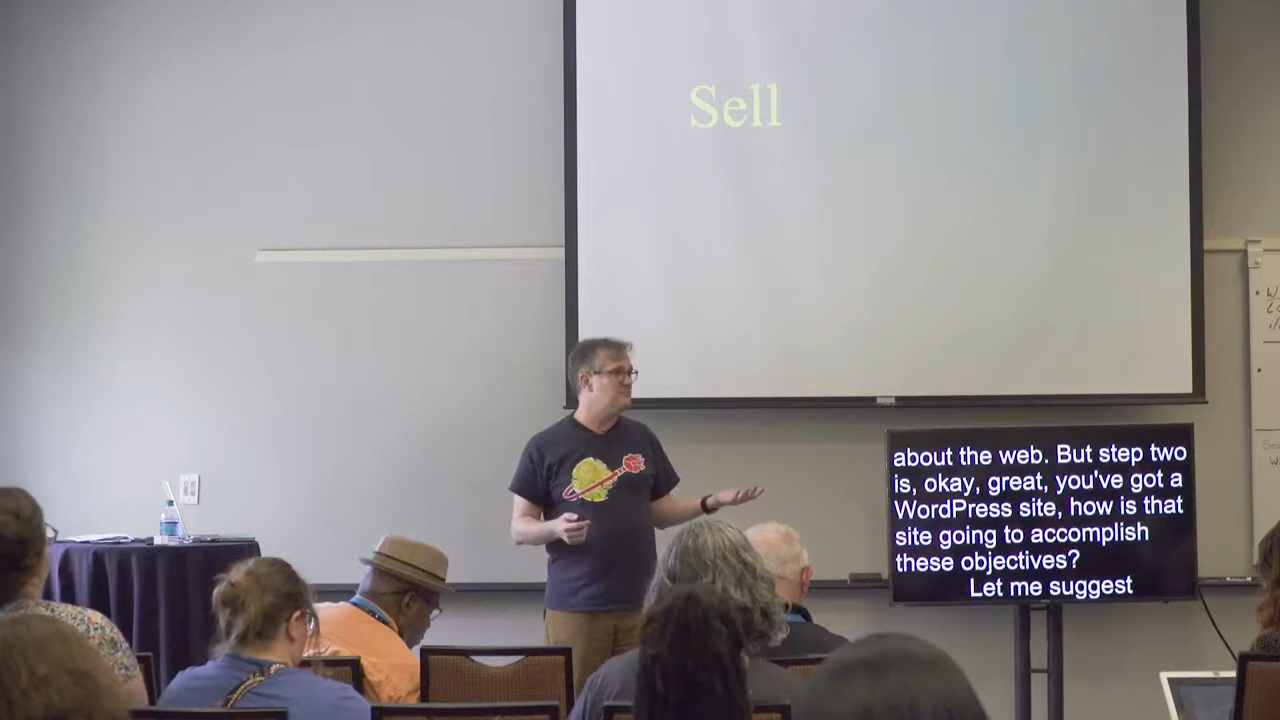 Sell
about the web. But step two
is, okay, great, you've got a
WordPress site, how is that
site going to accomplish
these objectives?
Let me suggest